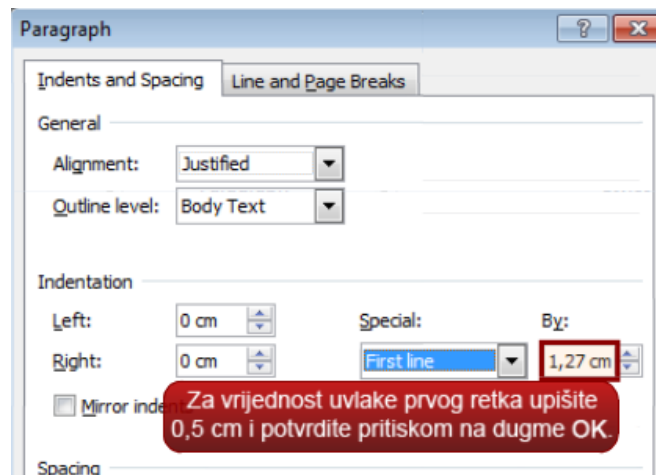 Paragraph
Indents and Spacing Line and Page Breaks
General
Alignment: Justified
Outline level: Body Text
Indentation
Left: 0 cm Special: By:
Right: 0 cm First line 1,27 cm
Mirror inde
Za vrijednost uvlake prvog retka upišite
0,5 cm i potvrdite pritiskom na dugme OK.
Spacing